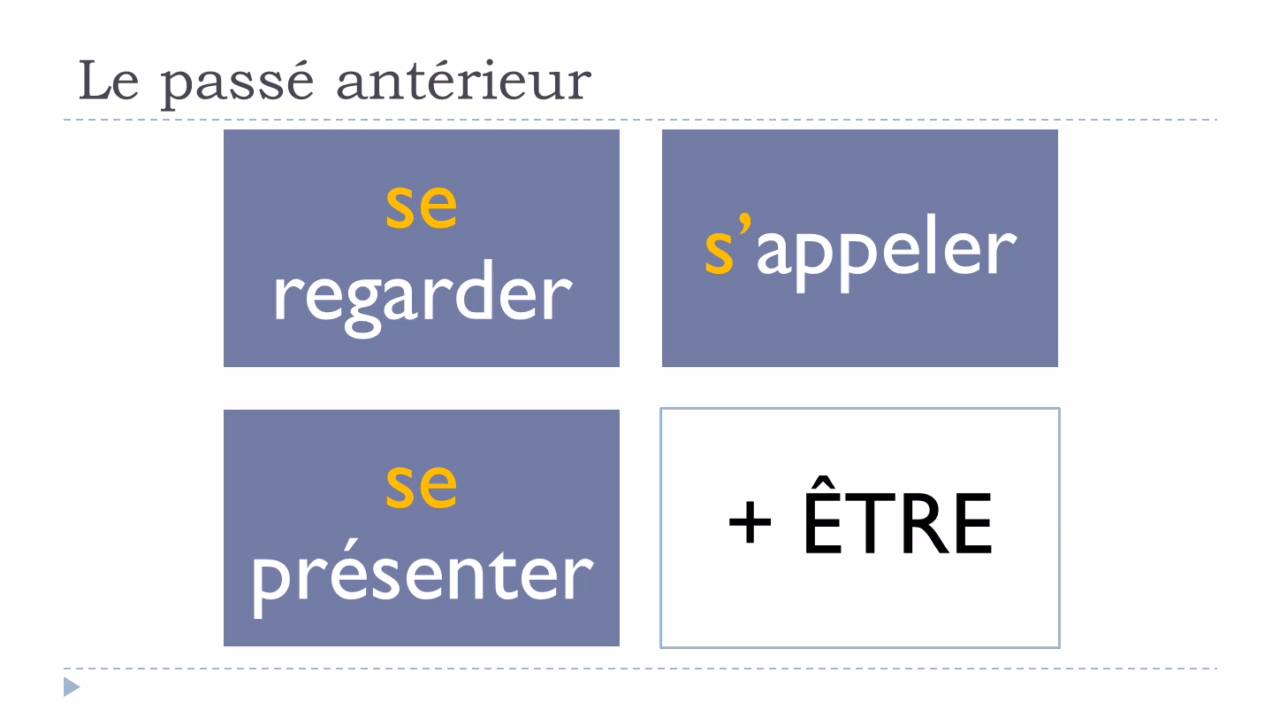 Le passé antérieur
se
regarder
s’appeler
se
présenter
+ ÊTRE